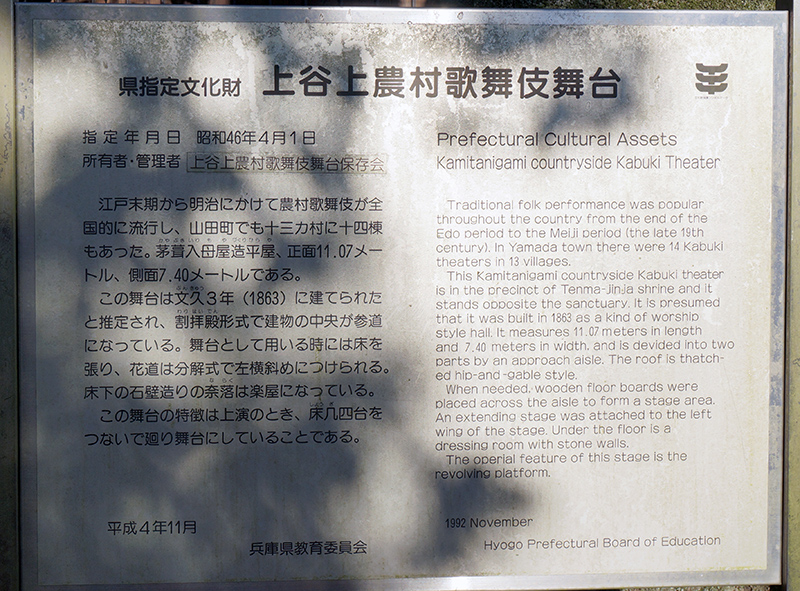 県指定文化財 上谷上農村歌舞伎舞台
指定年月日 昭和46年4月1日
所有者・管理者 上谷上農村歌舞伎舞台保存会
江戸末期から明治にかけて農村歌舞伎が全
国的に流行し、山田町でも十三カ村に十四棟
もあった。茅葺入母屋造平屋、正面11.07メー
トル、側面7.40メートルである。
この舞台は文久3年(1863)に建てられた
と推定され、割拝殿形式で建物の中央が参道
になっている。舞台として用いる時には床を
張り、花道は分解式で左横斜めにつけられる。
床下の石壁造りの奈落は楽屋になっている。
この舞台の特徴は上演のとき、床几四台を
つないで廻り舞台にしていることである。
平成4年11月
兵庫県教育委員会
Prefectural Cultural Assets
Kamitanigami countryside Kabuki Theater
Traditional folk performance was popular
throughout the country from the end of the
Edo period to the Meiji period (the late 19th
century). In Yamada town there were 14 Kabuki
theaters in 13 villages.
This Kamitanigami countryside Kabuki theater
is in the precinct of Tenma-Jinja shrine and it
stands opposite the sanctuary. It is presumed
that it was built in 1863 as a kind of worship
style hall. It measures 11.07 meters in length
and 7.40 meters in width, and is devided into two
parts by an approach aisle. The roof is thatch-
ed hip-and-gable style.
When needed, wooden floor boards were
placed across the aisle to form a stage area.
An extending stage was attached to the left
wing of the stage. Under the floor is a
dressing room with stone walls.
The operial feature of this stage is the
revolving platform.
1992 November
Hyogo Prefectural Board of Education